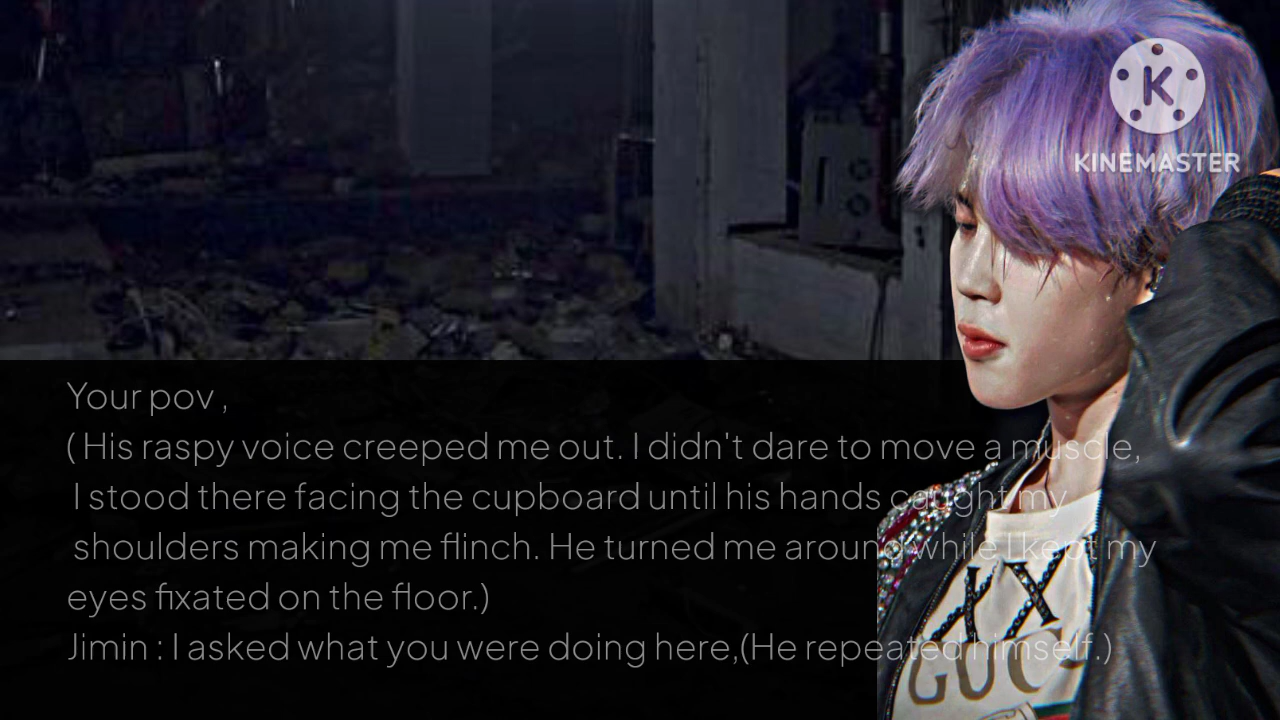 KINEMASTER
Your pov ,
( His raspy voice creeped me out. I didn't dare to move a muscle,
I stood there facing the cupboard until his hands caught my
shoulders making me flinch. He turned me around while I kept my
eyes fixated on the floor.)
Jimin : I asked what you were doing here,(He repeated himself.)
XX
GUC